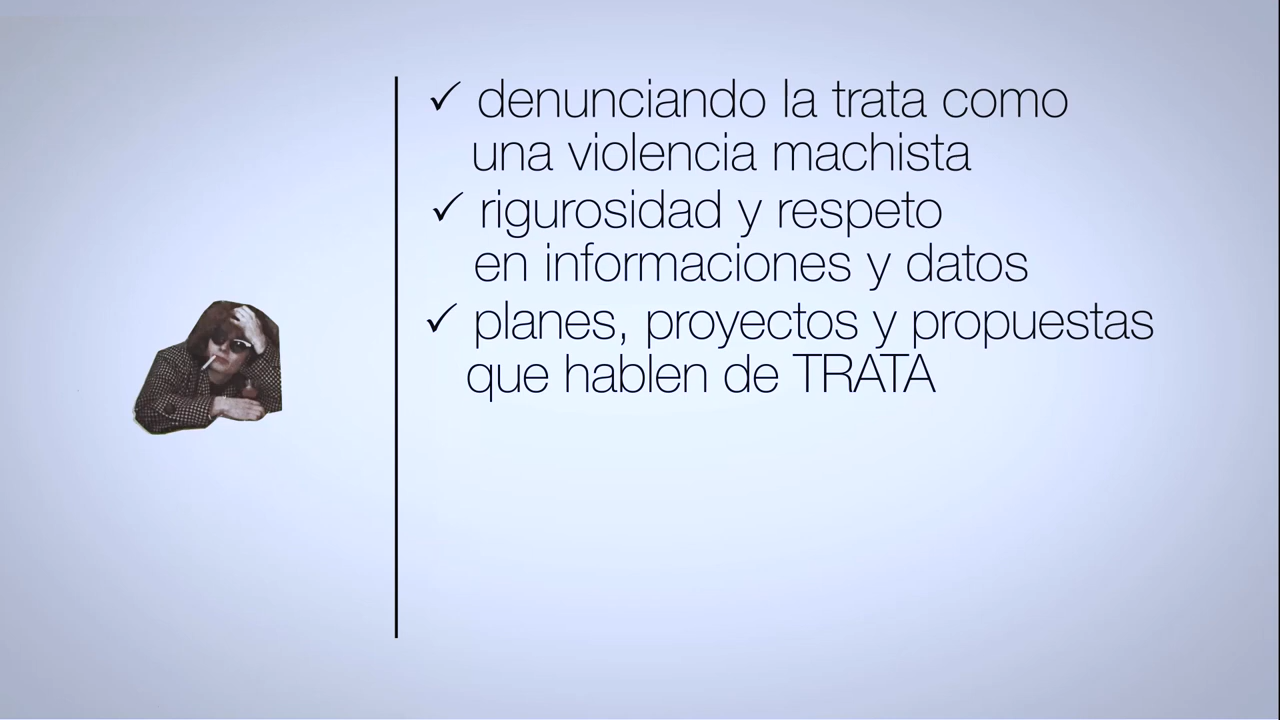 ✓ denunciando la trata como
una violencia machista
✓ rigurosidad y respeto
en informaciones y datos
✓ planes, proyectos y propuestas
que hablen de TRATA